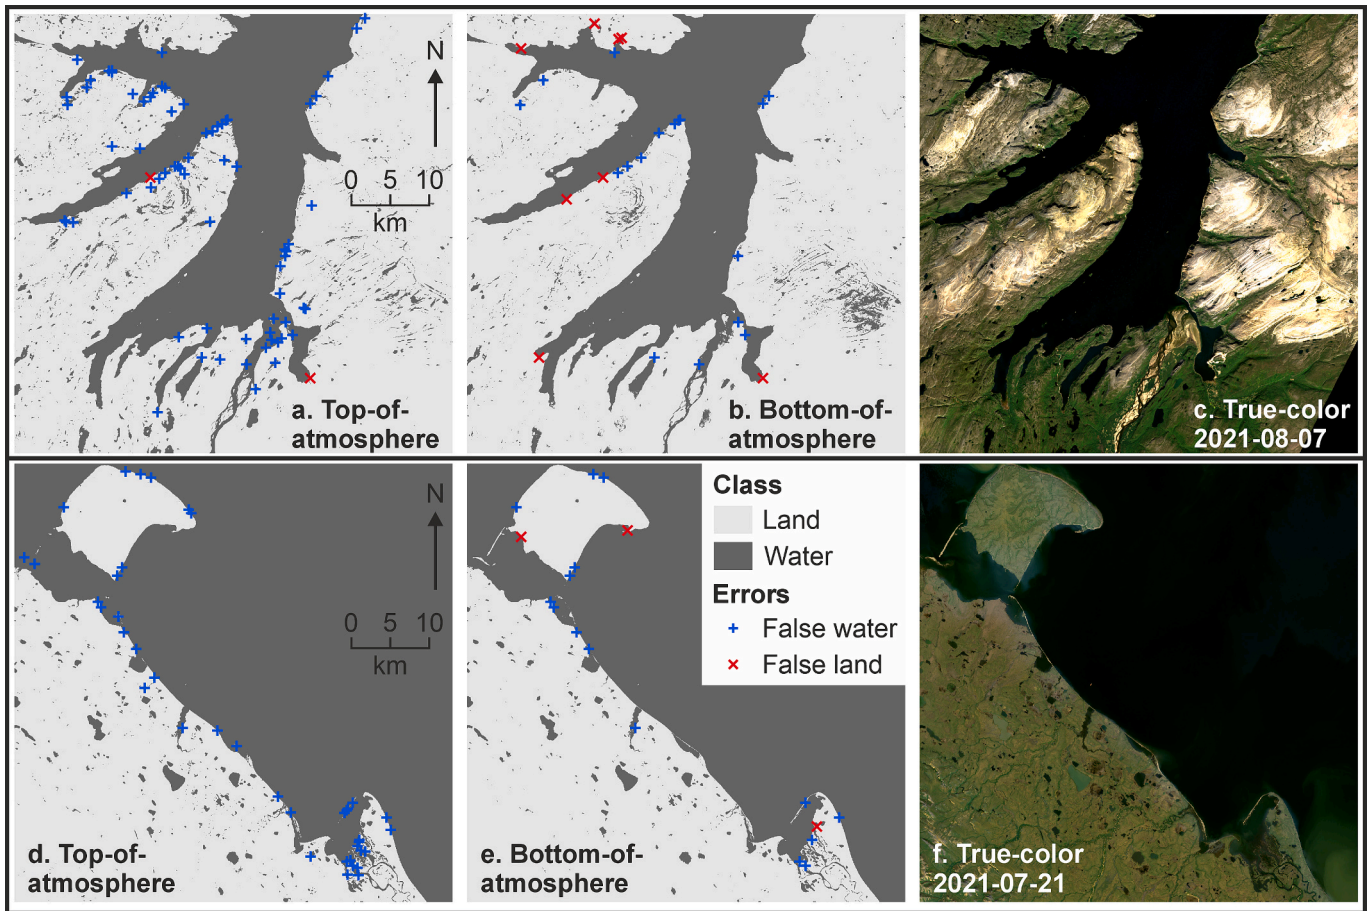 N
0 5 10
km
a. Top-of-
atmosphere
b. Bottom-of-
atmosphere
c. True-color
2021-08-07
N
0 5 10
km
d. Top-of-
atmosphere
Class
Land
Water
Errors
False water
False land
e. Bottom-of-
atmosphere
f. True-color
2021-07-21